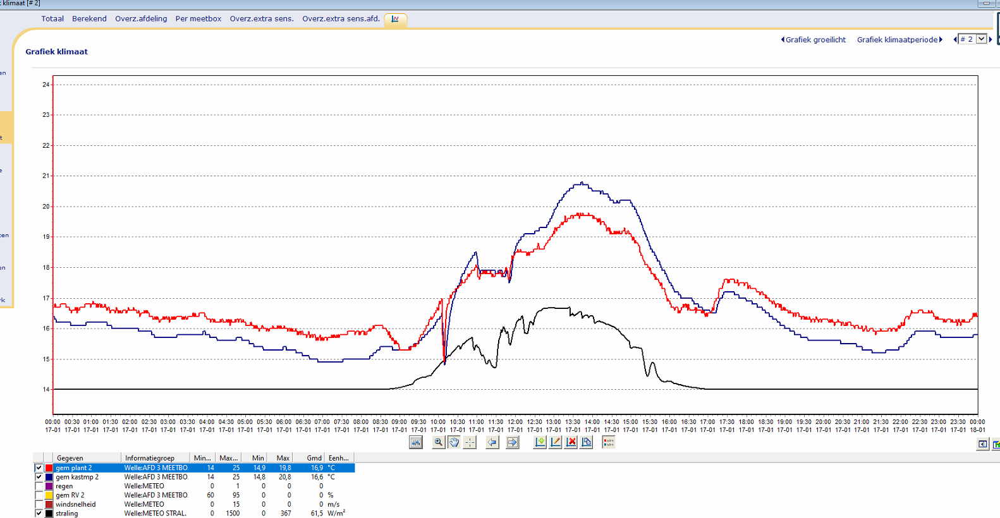 klimaat [# 2]
Totaal Berekend Overz.afdeling Per meetbox Overz.extra sens. Overz.extra sens.afd.
Grafiek groeilicht Grafiek klimaatperiode # 2
Grafiek klimaat
en
t
e
ten
en
rk
24
23
22
21
20
19
18
17
16
15
14
00:00 00:30 01:00 01:30 02:00 02:30 03:00 03:30 04:00 04:30 05:00 05:30 06:00 06:30 07:00 07:30 08:00 08:30 09:00 09:30 10:00 10:30 11:00 11:30 12:00 12:30 13:00 13:30 14:00 14:30 15:00 15:30 16:00 16:30 17:00 17:30 18:00 18:30 19:00 19:30 20:00 20:30 21:00 21:30 22:00 22:30 23:00 23:30 00:00
17-01 17-01 17-01 17-01 17-01 17-01 17-01 17-01 17-01 17-01 17-01 17-01 17-01 17-01 17-01 17-01 17-01 17-01 17-01 17-01 17-01 17-01 17-01 17-01 17-01 17-01 17-01 17-01 17-01 17-01 17-01 17-01 17-01 17-01 17-01 17-01 17-01 17-01 17-01 17-01 17-01 17-01 17-01 17-01 17-01 17-01 17-01 17-01 18-01
Gegeven Informatiegroep Min... Max... Min Max Gmd Eenh...
gem plant 2 Welle:AFD 3 MEETBO. 14 25 14,9 19,8 16,9 °C
gem kastmp 2 Welle:AFD 3 MEETBO. 14 25 14,8 20,8 16,6 °C
regen Welle:METEO 0 1 0 0 0
gem RV 2 Welle:AFD 3 MEETBO. 60 95 0 0 0 %
windsnelheid Welle:METEO 0 15 0 0 0 m/s
straling Welle:METEO STRAL. 0 1500 0 367 61,5 W/m²